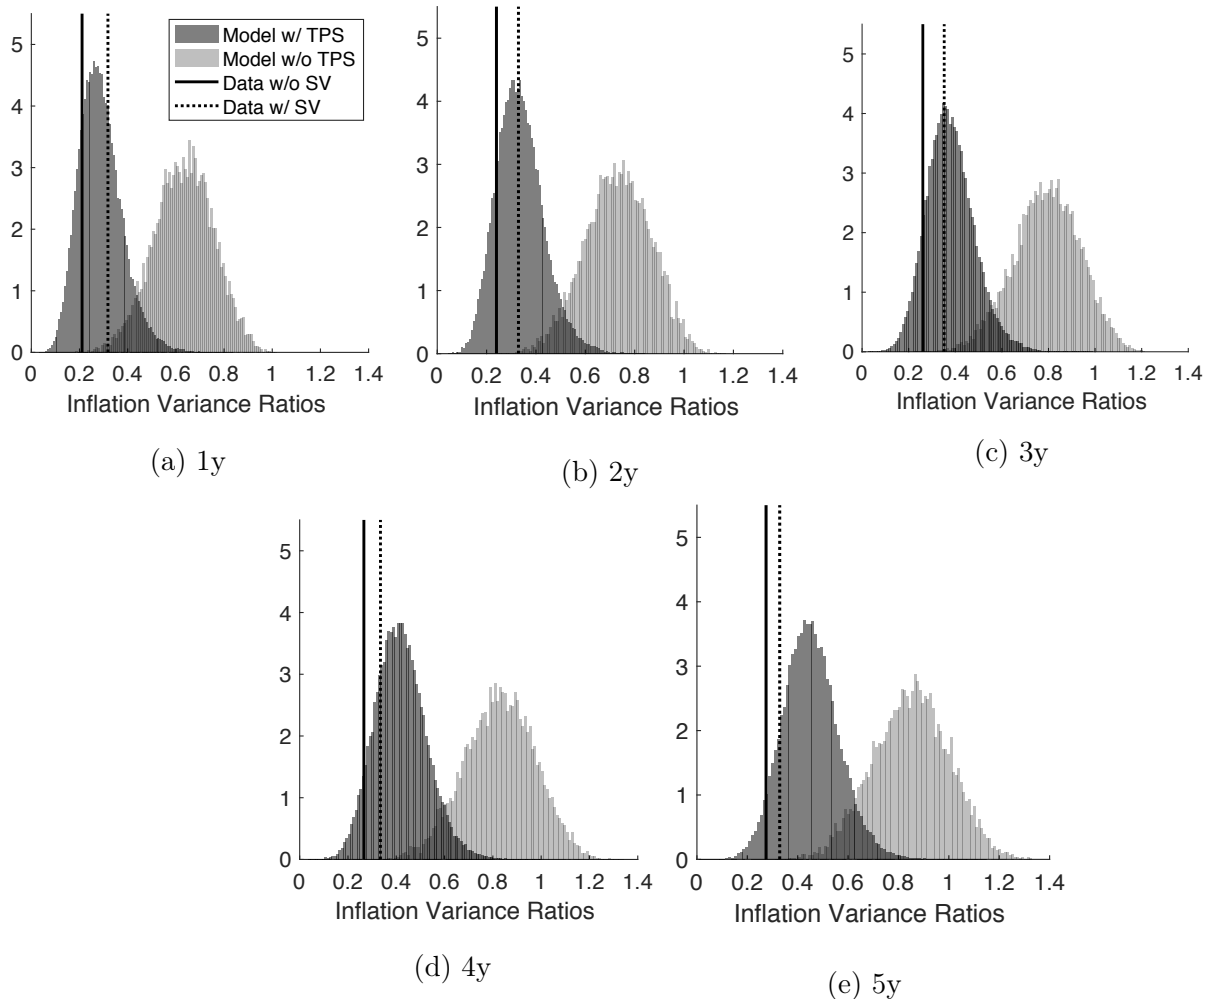 Model w/ TPS
Model w/o TPS
Data w/o SV
Data w/ SV
5
4
3
2
1
0
0 0.2 0.4 0.6 0.8 1 1.2 1.4
Inflation Variance Ratios
(a) 1y
5
4
3
2
1
0
0 0.2 0.4 0.6 0.8 1 1.2 1.4
Inflation Variance Ratios
(b) 2y
5
4
3
2
1
0
0 0.2 0.4 0.6 0.8 1 1.2 1.4
Inflation Variance Ratios
(c) 3y
5
4
3
2
1
0
0 0.2 0.4 0.6 0.8 1 1.2 1.4
Inflation Variance Ratios
(d) 4y
5
4
3
2
1
0
0 0.2 0.4 0.6 0.8 1 1.2 1.4
Inflation Variance Ratios
(e) 5y